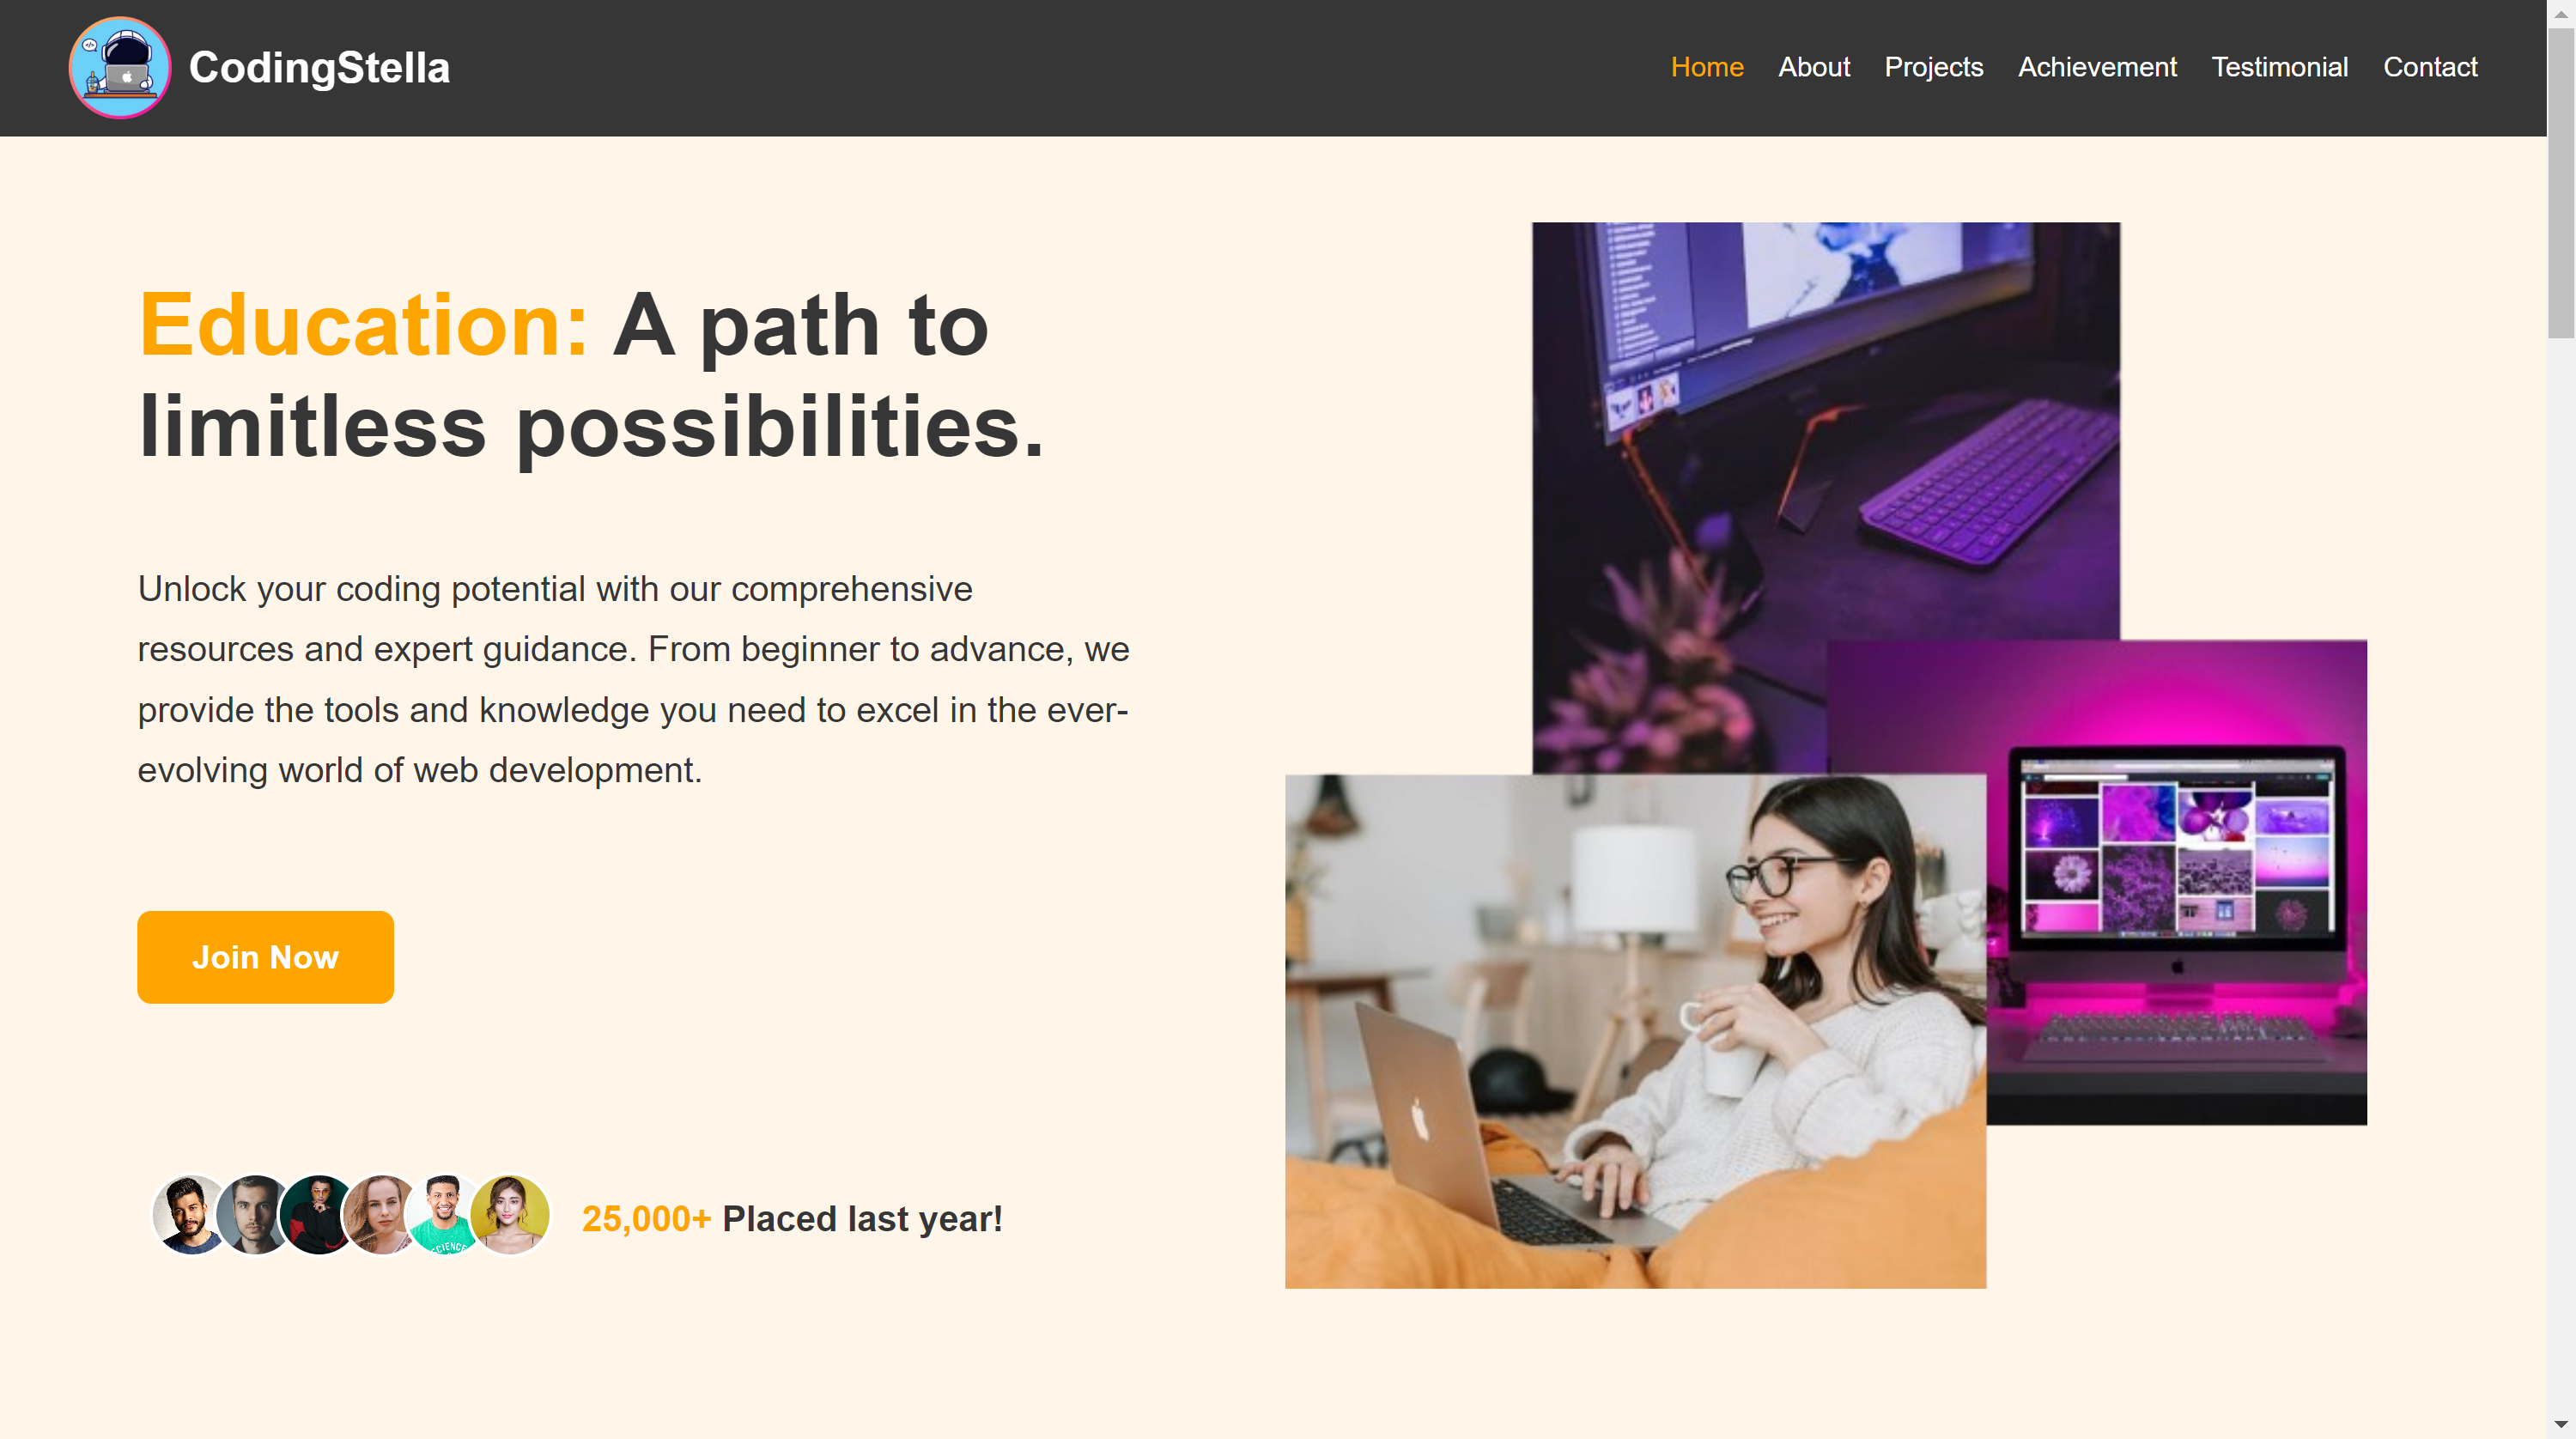 CodingStella
Home About Projects Achievement Testimonial Contact
Education: A path to
limitless possibilities.
Unlock your coding potential with our comprehensive
resources and expert guidance. From beginner to advance, we
provide the tools and knowledge you need to excel in the ever-
evolving world of web development.
Join Now
25,000+ Placed last year!